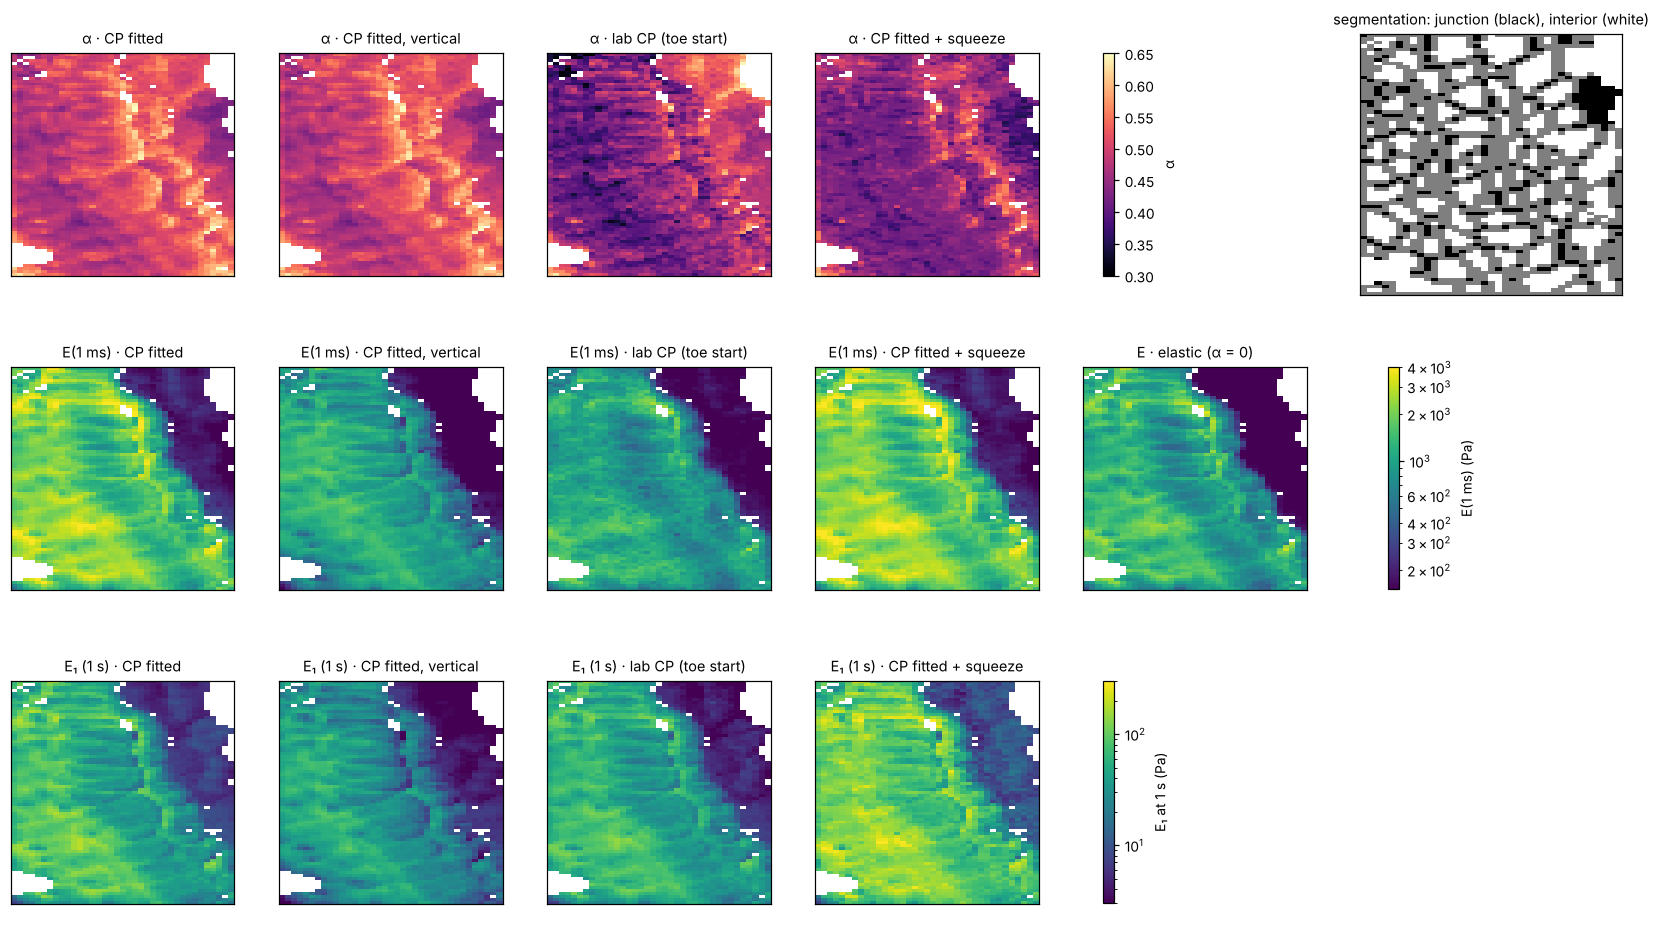 segmentation: junction (black), interior (white)
α · CP fitted
α · CP fitted, vertical
α · lab CP (toe start)
α · CP fitted + squeeze
0.65
0.60
0.55
0.50
0.45
0.40
0.35
0.30
α
E(1 ms) · CP fitted
E(1 ms) · CP fitted, vertical
E(1 ms) · lab CP (toe start)
E(1 ms) · CP fitted + squeeze
E · elastic (α = 0)
4 × 10³
3 × 10³
2 × 10³
10³
6 × 10²
4 × 10²
3 × 10²
2 × 10²
E(1 ms) (Pa)
E₁ (1 s) · CP fitted
E₁ (1 s) · CP fitted, vertical
E₁ (1 s) · lab CP (toe start)
E₁ (1 s) · CP fitted + squeeze
10²
10¹
E₁ at 1 s (Pa)